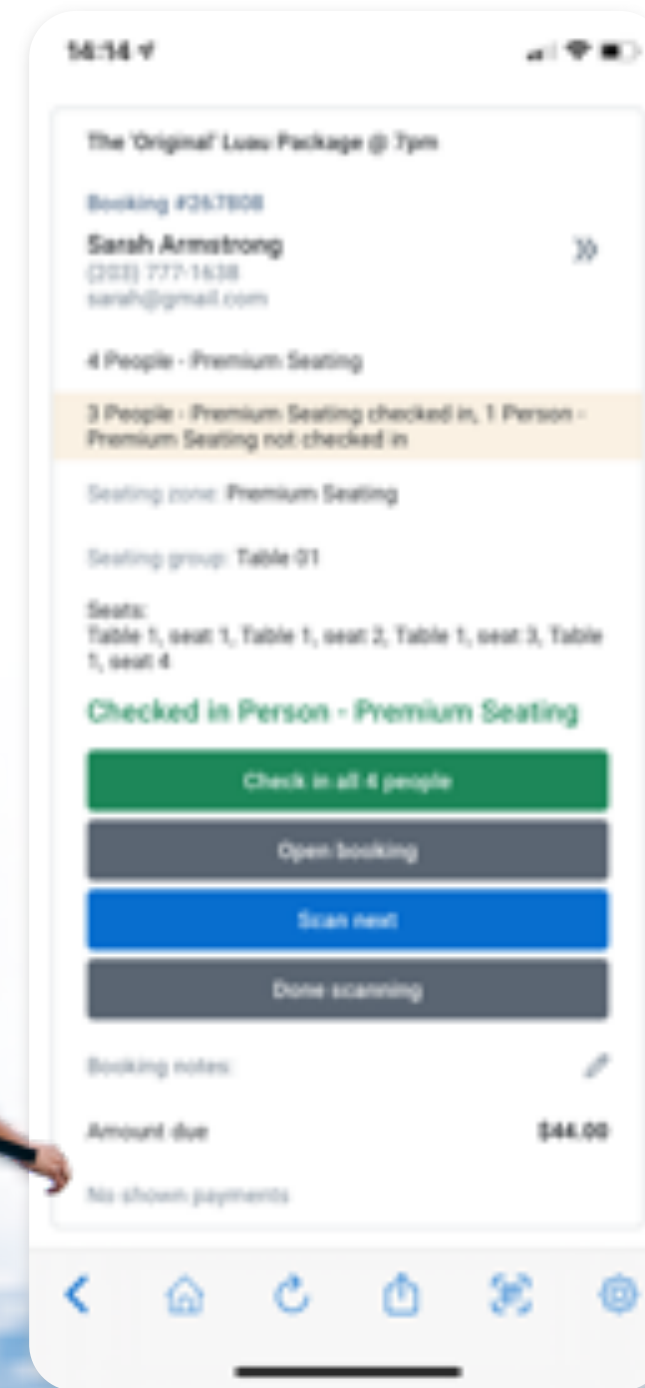 14:14
The 'Original' Luau Package @ 7pm
Booking #267808
Sarah Armstrong
(203) 777-1638
sarah@gmail.com
4 People - Premium Seating
3 People - Premium Seating checked in, 1 Person -
Premium Seating not checked in
Seating zone: Premium Seating
Seating group: Table 01
Seats:
Table 1, seat 1, Table 1, seat 2, Table 1, seat 3, Table
1, seat 4
Checked in Person - Premium Seating
Check in all 4 people
Open booking
Scan next
Done scanning
Booking notes:
Amount due $44.00
No shown payments